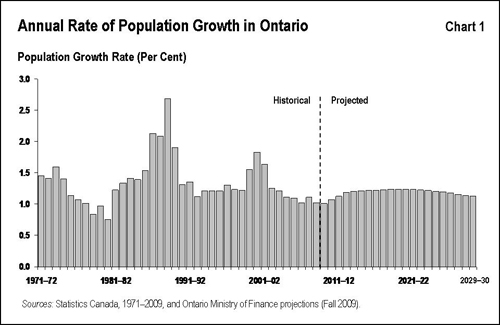 Annual Rate of Population Growth in Ontario Chart 1
Population Growth Rate (Per Cent)
3.0
Historical Projected
2.5
2.0
1.5
1.0
0.5
0.0
1971–72 1981–82 1991–92 2001–02 2011–12 2021–22 2029–30
Sources: Statistics Canada, 1971–2009, and Ontario Ministry of Finance projections (Fall 2009).